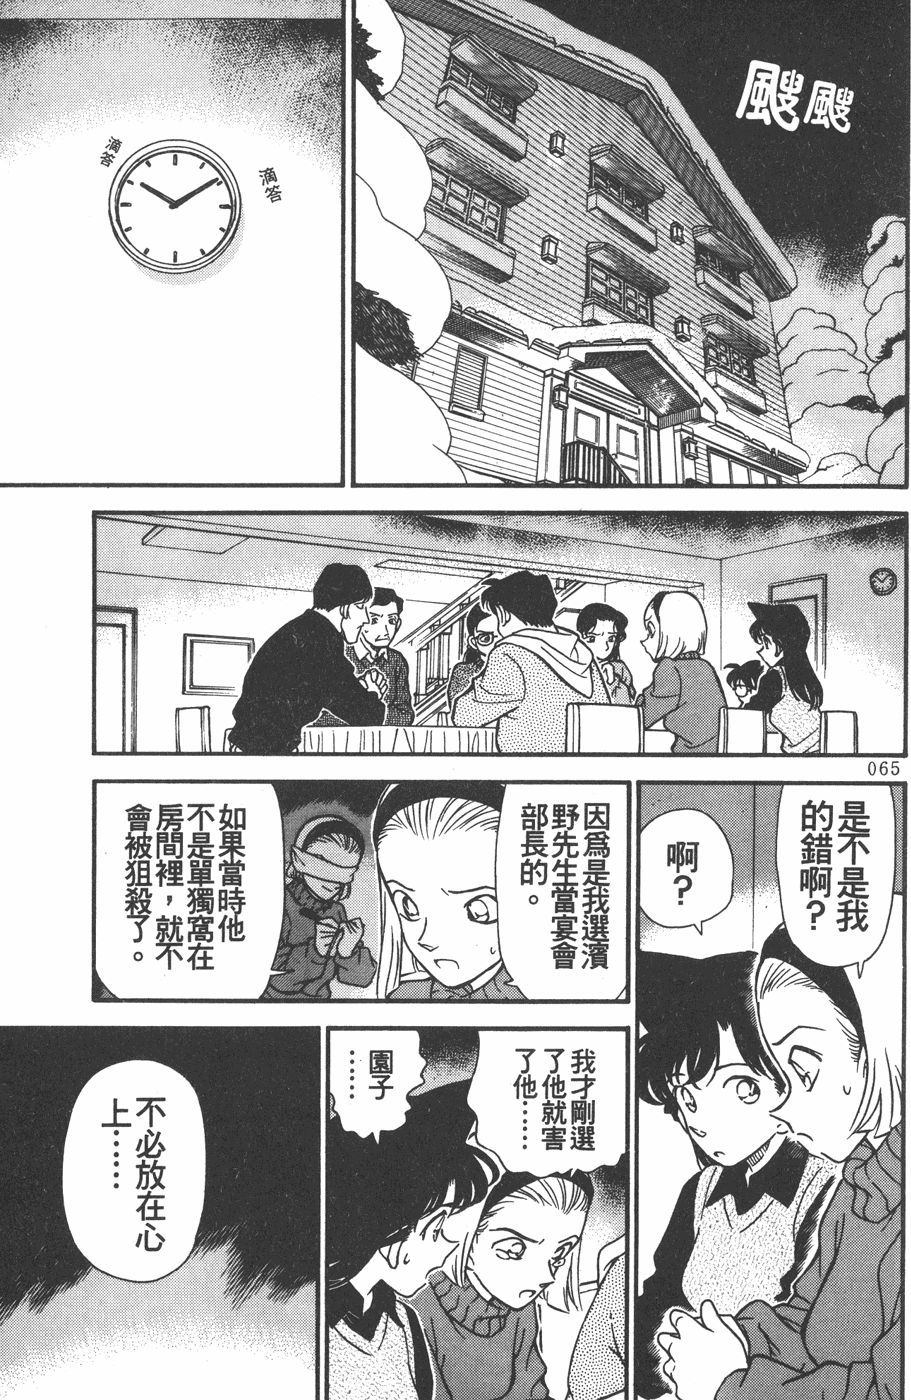 颼颼
滴答
滴答
065
是不是我
的錯啊？
啊？
因為是我選濱
野先生當宴會
部長的。
如果當時他
不是單獨窩在
房間裡，就不
會被狙殺了。
我才剛選
了他就害
了他……
園子
……
不必放在心
上……